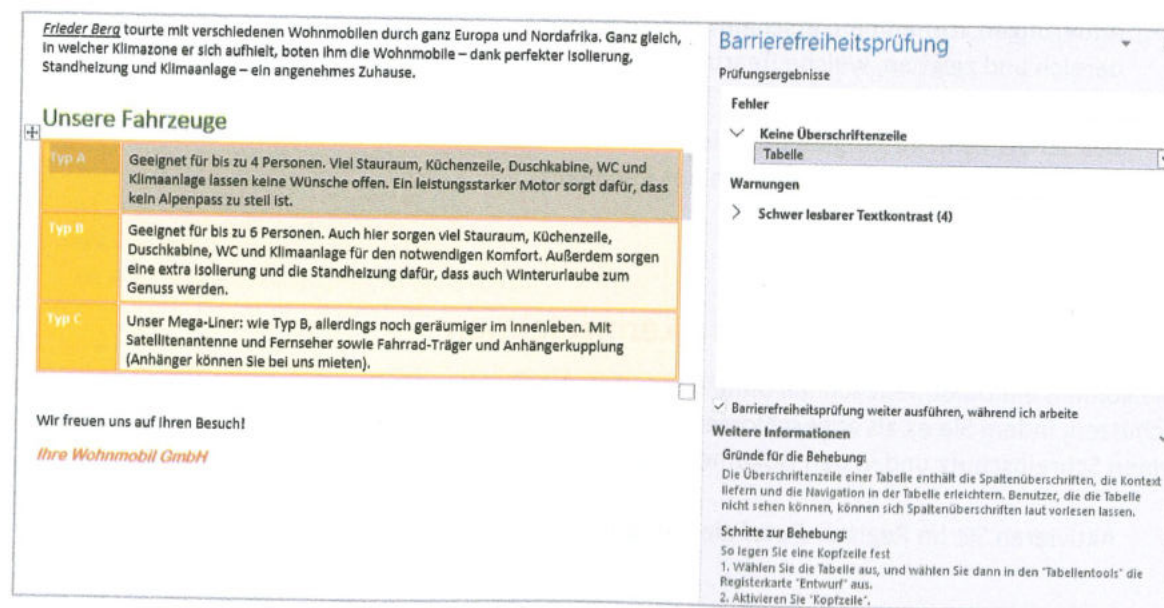 Frieder Berg tourte mit verschiedenen Wohnmobilen durch ganz Europa und Nordafrika. Ganz gleich,
in welcher Klimazone er sich aufhielt, boten ihm die Wohnmobile – dank perfekter Isolierung,
Standheizung und Klimaanlage – ein angenehmes Zuhause.
Unsere Fahrzeuge
Typ A
Geeignet für bis zu 4 Personen. Viel Stauraum, Küchenzeile, Duschkabine, WC und
Klimaanlage lassen keine Wünsche offen. Ein leistungsstarker Motor sorgt dafür, dass
kein Alpenpass zu steil ist.
Typ B
Geeignet für bis zu 6 Personen. Auch hier sorgen viel Stauraum, Küchenzeile,
Duschkabine, WC und Klimaanlage für den notwendigen Komfort. Außerdem sorgen
eine extra Isolierung und die Standheizung dafür, dass auch Winterurlaube zum
Genuss werden.
Typ C
Unser Mega-Liner: wie Typ B, allerdings noch geräumiger im Innenleben. Mit
Satellitenantenne und Fernseher sowie Fahrrad-Träger und Anhängerkupplung
(Anhänger können Sie bei uns mieten).
Wir freuen uns auf Ihren Besuch!
Ihre Wohnmobil GmbH
Barrierefreiheitsprüfung
Prüfungsergebnisse
Fehler
Keine Überschriftenzeile
Tabelle
Warnungen
Schwer lesbarer Textkontrast (4)
Barrierefreiheitsprüfung weiter ausführen, während ich arbeite
Weitere Informationen
Gründe für die Behebung:
Die Überschriftenzeile einer Tabelle enthält die Spaltenüberschriften, die Kontext
liefern und die Navigation in der Tabelle erleichtern. Benutzer, die die Tabelle
nicht sehen können, können sich Spaltenüberschriften laut vorlesen lassen.
Schritte zur Behebung:
So legen Sie eine Kopfzeile fest
1. Wählen Sie die Tabelle aus, und wählen Sie dann in den "Tabellentools" die
Registerkarte "Entwurf" aus.
2. Aktivieren Sie "Kopfzeile".